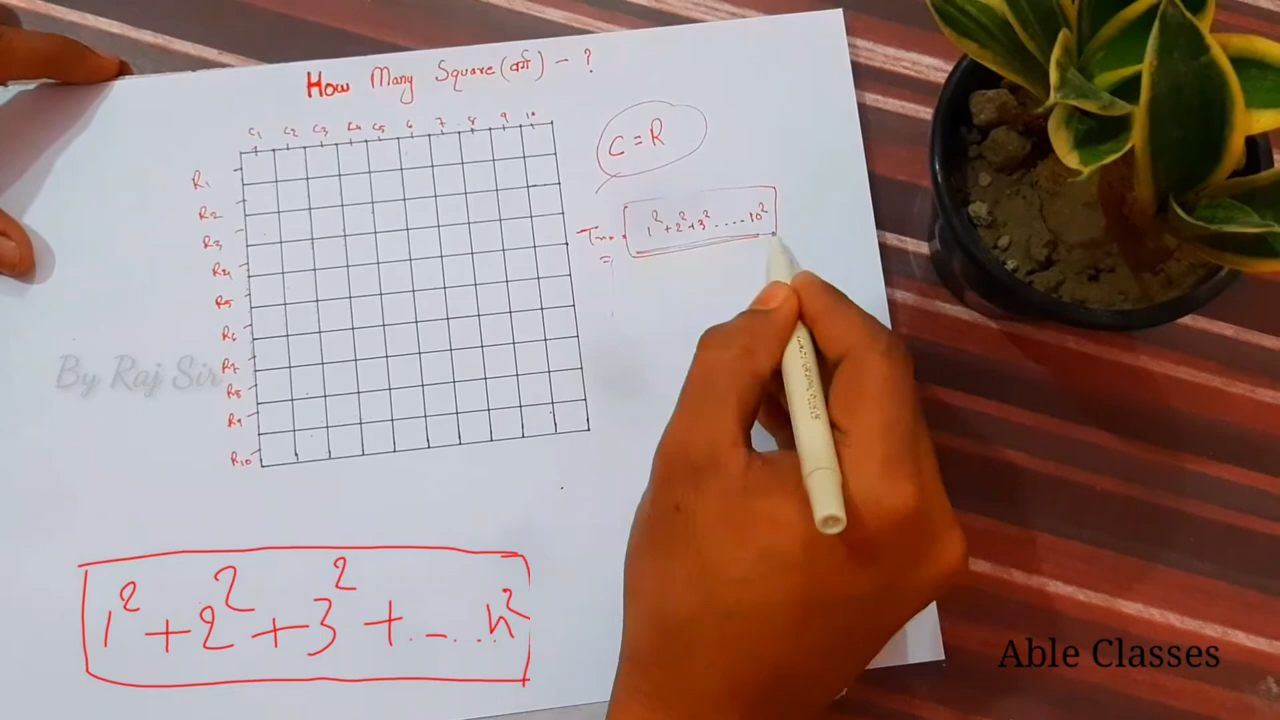 How Many Square (वर्ग) - ?
C1 C2 C3 C4 C5 6 7 8 9 10
C = R
R1
R2
R3
R4
R5
R6
R7
R8
R9
R10
Tno. 1²+2²+3²....10²
=
By Raj Sir
1²+2²+3²+....n²
Able Classes